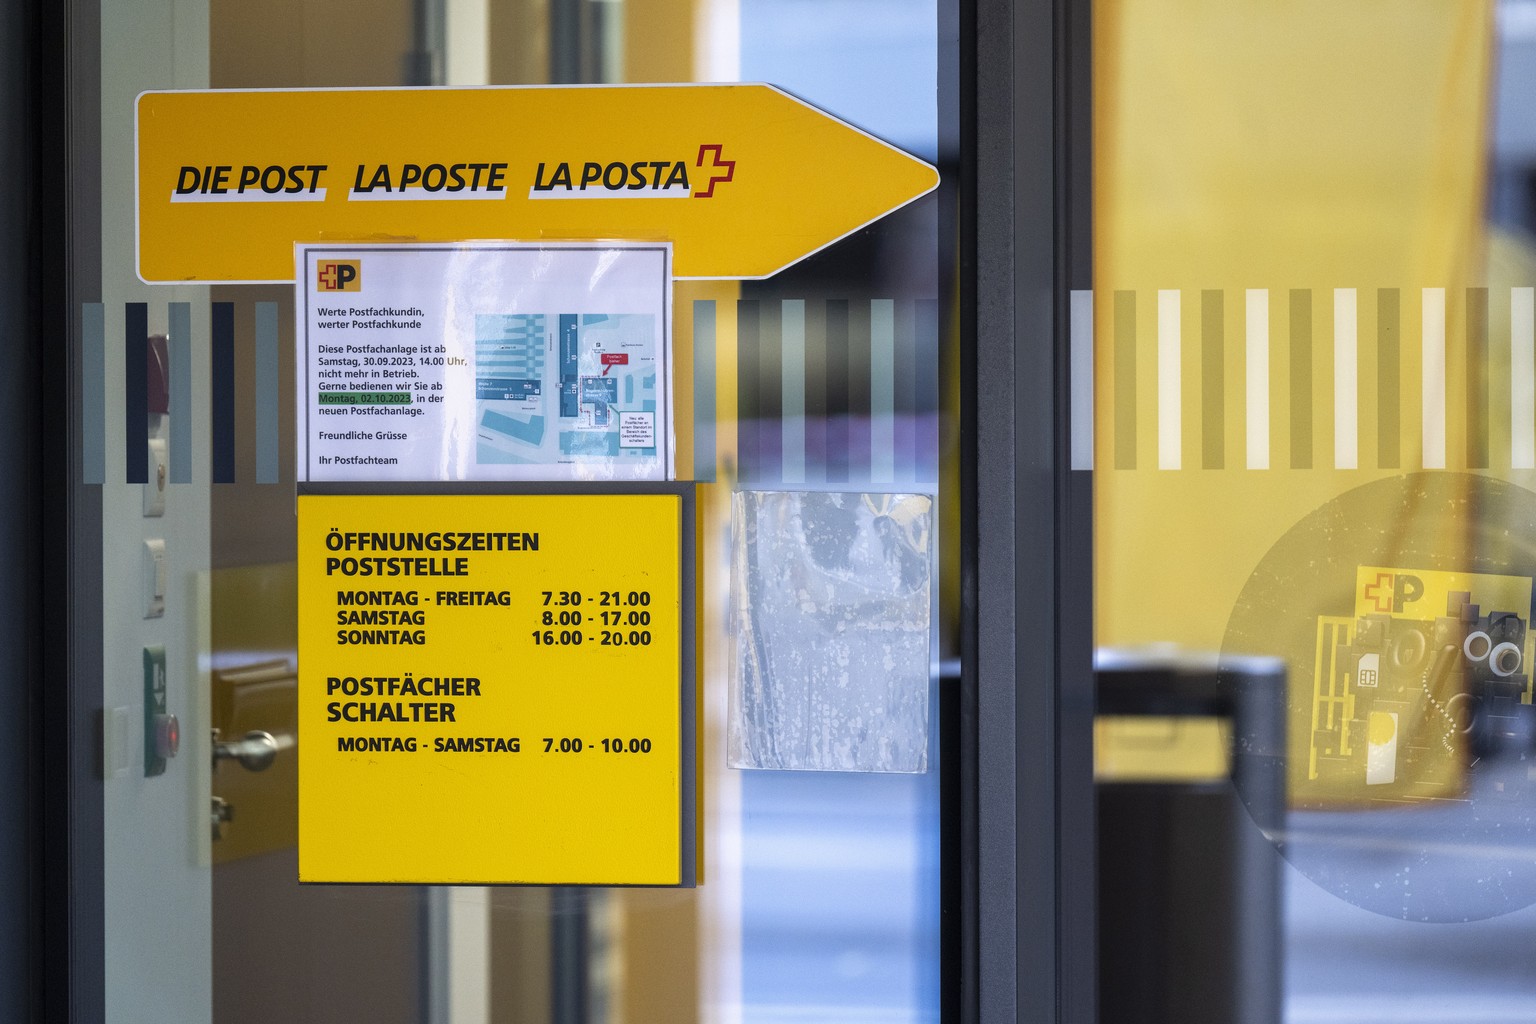 DIE POST LA POSTE LA POSTA
P
Werte Postfachkundin,
werter Postfachkunde
Diese Postfachanlage ist ab
Samstag, 30.09.2023, 14.00 Uhr,
nicht mehr in Betrieb.
Gerne bedienen wir Sie ab
Montag, 02.10.2023, in der
neuen Postfachanlage.
Freundliche Grüsse
Ihr Postfachteam
ÖFFNUNGSZEITEN
POSTSTELLE
MONTAG - FREITAG 7.30 - 21.00
SAMSTAG 8.00 - 17.00
SONNTAG 16.00 - 20.00
POSTFÄCHER
SCHALTER
MONTAG - SAMSTAG 7.00 - 10.00
P